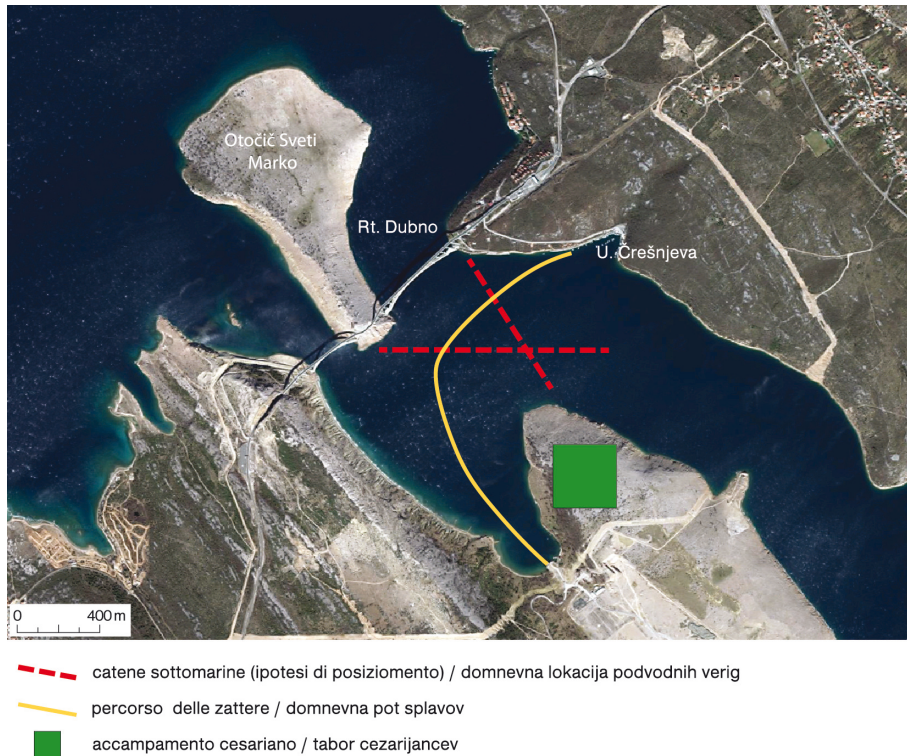 Otočič Sveti
Marko
Rt. Dubno
U. Črešnjeva
0 400 m
catene sottomarine (ipotesi di posiziomento) / domnevna lokacija podvodnih verig
percorso delle zattere / domnevna pot splavov
accampamento cesariano / tabor cezarijancev